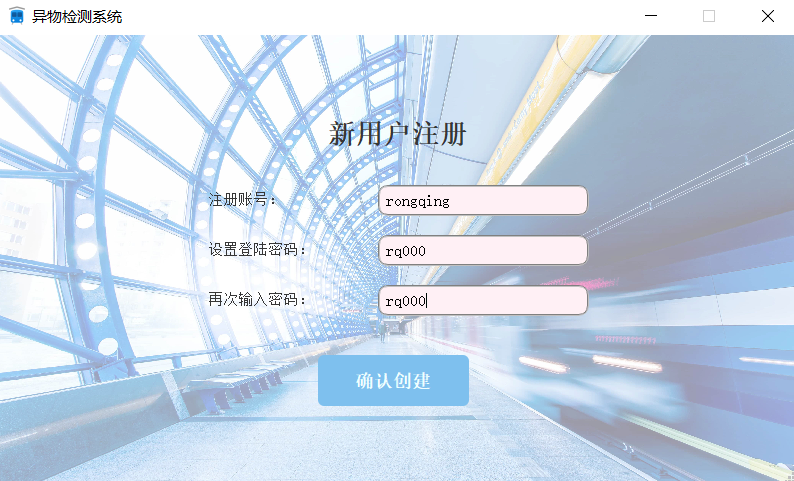 异物检测系统
新用户注册
注册账号： rongqing
设置登陆密码： rq000
再次输入密码： rq000
确认创建